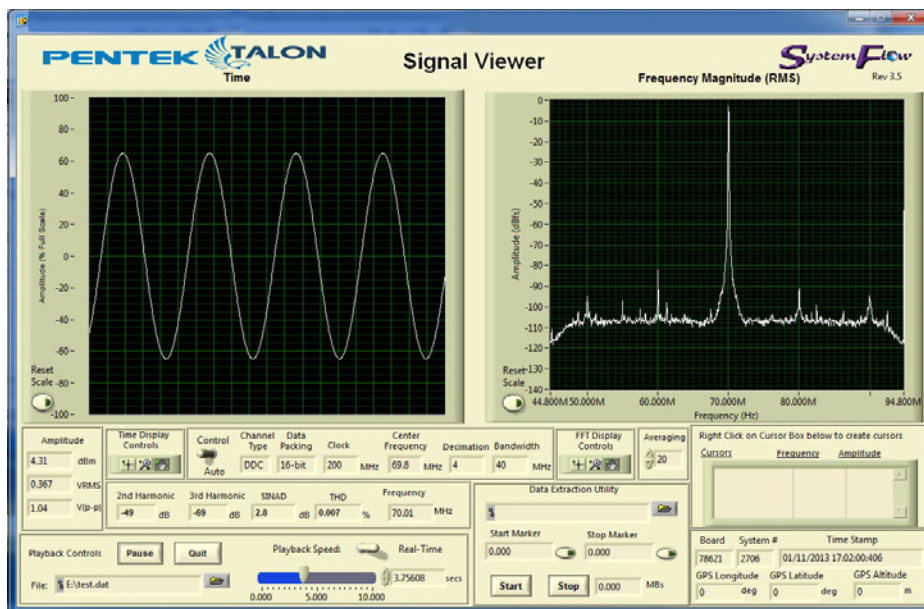 PENTEK TALON
Signal Viewer
SystemFlow
Rev 3.5
Time
Frequency Magnitude (RMS)
100
80
60
40
20
0
-20
-40
-60
-80
-100
Amplitude (% Full Scale)
Reset Scale
0
-10
-20
-30
-40
-50
-60
-70
-80
-90
-100
-110
-120
-130
-140
Amplitude (dBfs)
Reset Scale
44.800M 50.000M 60.000M 70.000M 80.000M 94.800M
Frequency (Hz)
Amplitude
4.31 dBm
0.367 VRMS
1.04 V(p-p)
Time Display Controls
Control
Auto
Channel Type
DDC
Data Packing
16-bit
Clock
200 MHz
Center Frequency
69.8 MHz
Decimation
4
Bandwidth
40 MHz
FFT Display Controls
Averaging
20
Right Click on Cursor Box below to create cursors
Cursors Frequency Amplitude
2nd Harmonic
-49 dB
3rd Harmonic
-69 dB
SINAD
2.8 dB
THD
0.007 %
Frequency
70.01 MHz
Data Extraction Utility
Start Marker
0.000
Stop Marker
0.000
Start Stop 0.000 MBs
Playback Controls Pause Quit
File: E:\test.dat
Playback Speed: Real-Time
0.000 5.000 10.000
3.75608 secs
Board System # Time Stamp
78621 2706 01/11/2013 17:02:00:406
GPS Longitude GPS Latitude GPS Altitude
0 deg 0 deg 0 m